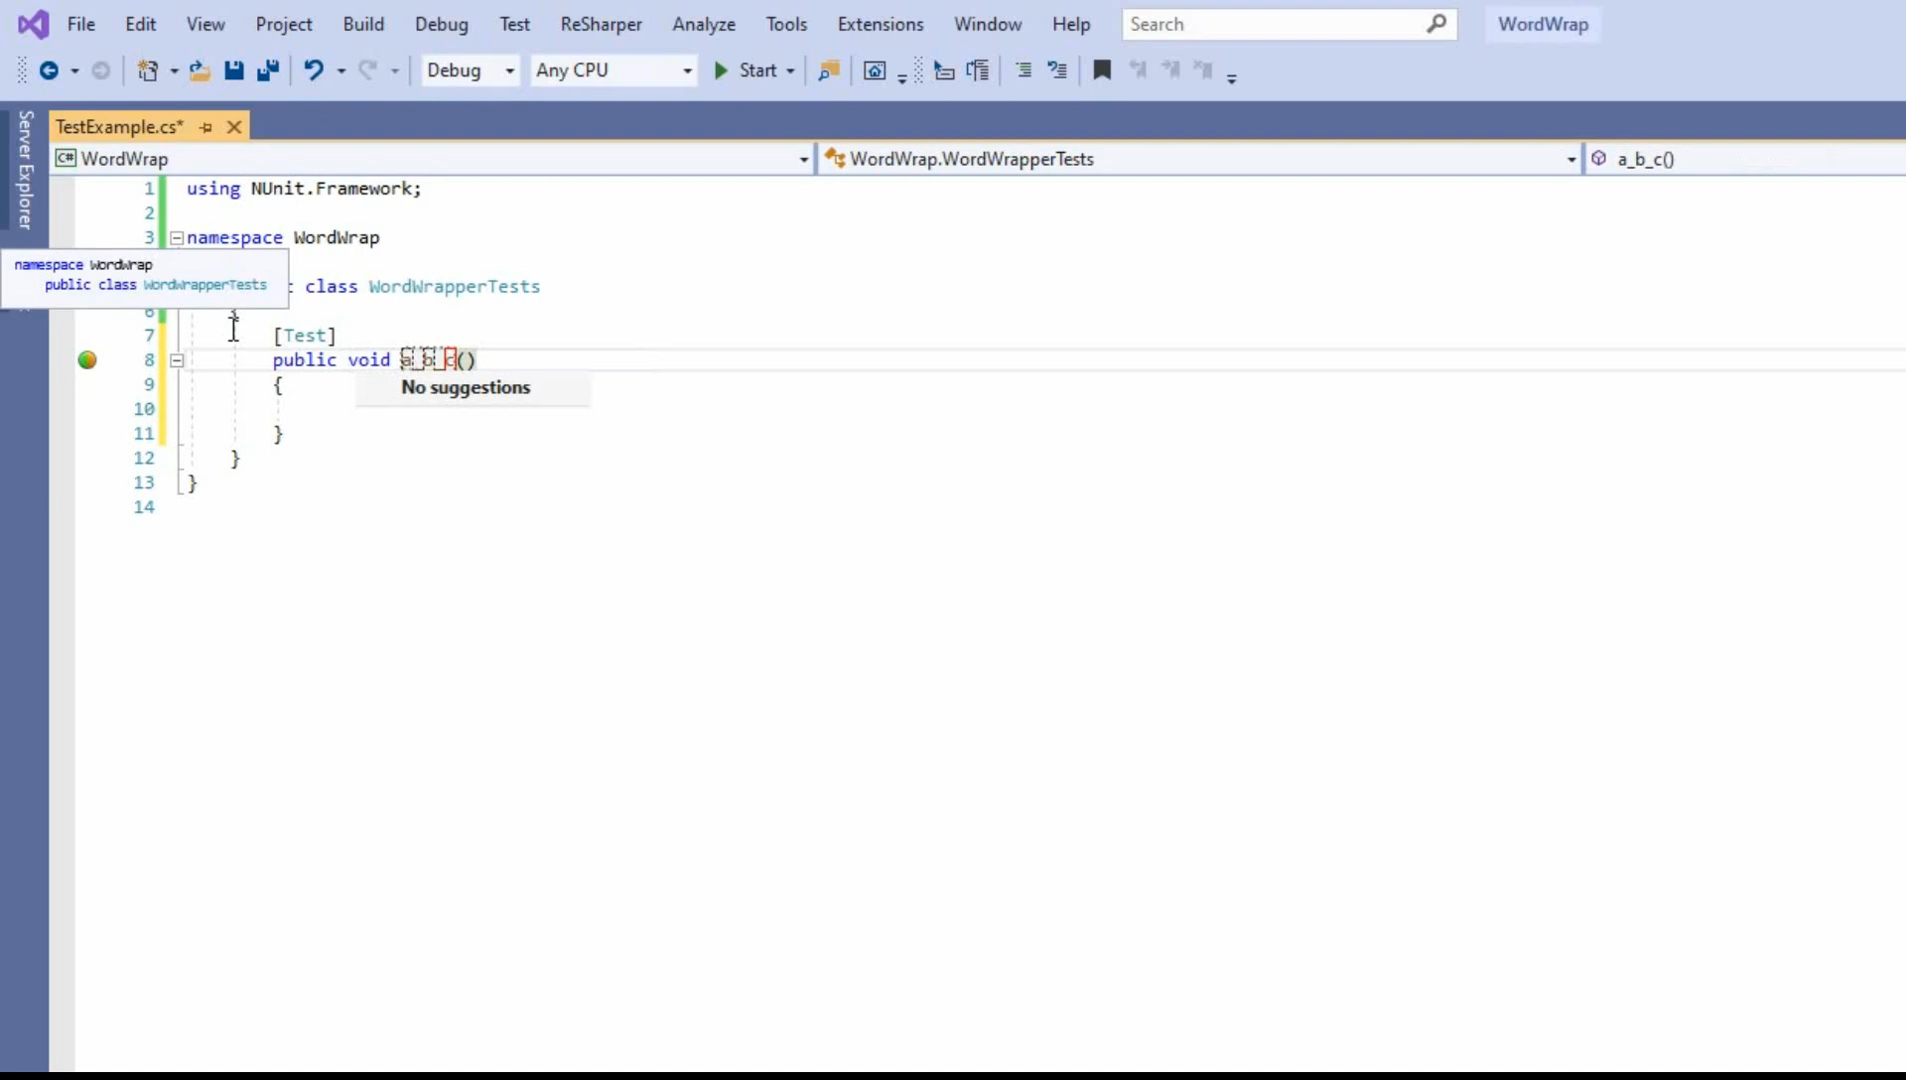 File Edit View Project Build Debug Test ReSharper Analyze Tools Extensions Window Help Search WordWrap
Debug Any CPU Start
Server Explorer
TestExample.cs*
C# WordWrap WordWrap.WordWrapperTests a_b_c()
1 using NUnit.Framework;
2
3 namespace WordWrap
namespace WordWrap
public class WordWrapperTests
c class WordWrapperTests
6 {
7 [Test]
8 public void a_b_c()
No suggestions
9 {
10
11 }
12 }
13 }
14